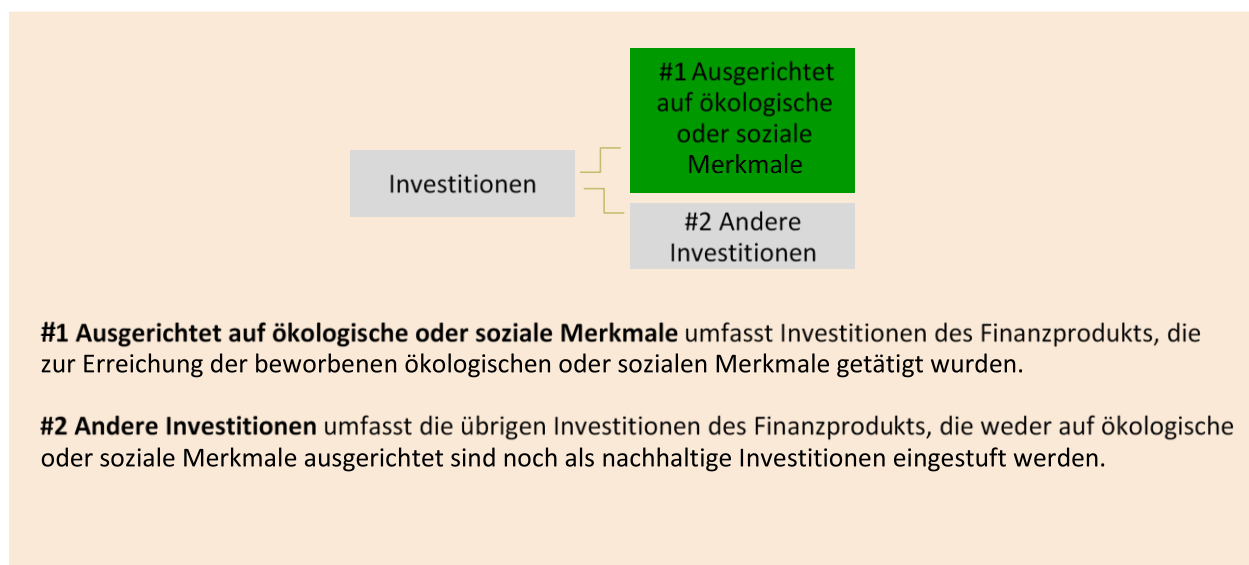 #1 Ausgerichtet
auf ökologische
oder soziale
Merkmale
Investitionen
#2 Andere
Investitionen
#1 Ausgerichtet auf ökologische oder soziale Merkmale umfasst Investitionen des Finanzprodukts, die
zur Erreichung der beworbenen ökologischen oder sozialen Merkmale getätigt wurden.
#2 Andere Investitionen umfasst die übrigen Investitionen des Finanzprodukts, die weder auf ökologische
oder soziale Merkmale ausgerichtet sind noch als nachhaltige Investitionen eingestuft werden.